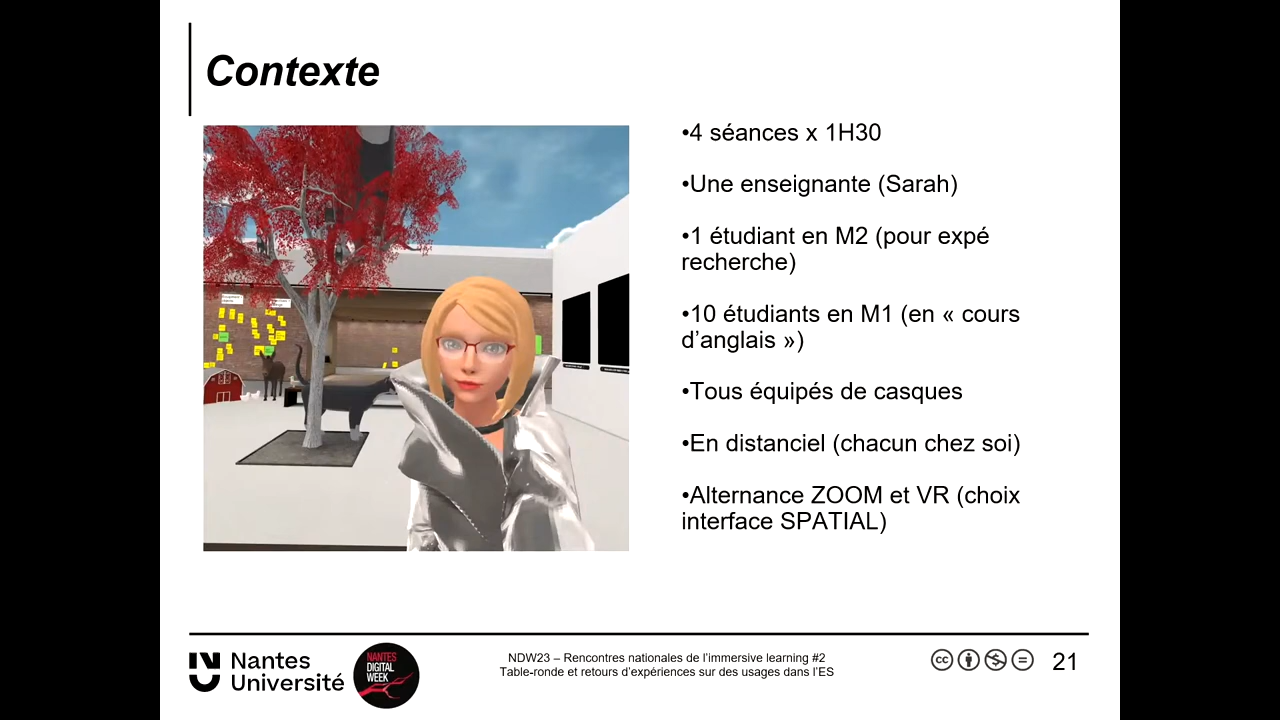 Contexte
•4 séances x 1H30
•Une enseignante (Sarah)
•1 étudiant en M2 (pour expé
recherche)
•10 étudiants en M1 (en « cours
d’anglais »)
•Tous équipés de casques
•En distanciel (chacun chez soi)
•Alternance ZOOM et VR (choix
interface SPATIAL)
Nantes
Université
NANTES
DIGITAL
WEEK
NDW23 – Rencontres nationales de l’immersive learning #2
Table-ronde et retours d’expériences sur des usages dans l’ES
cc
21